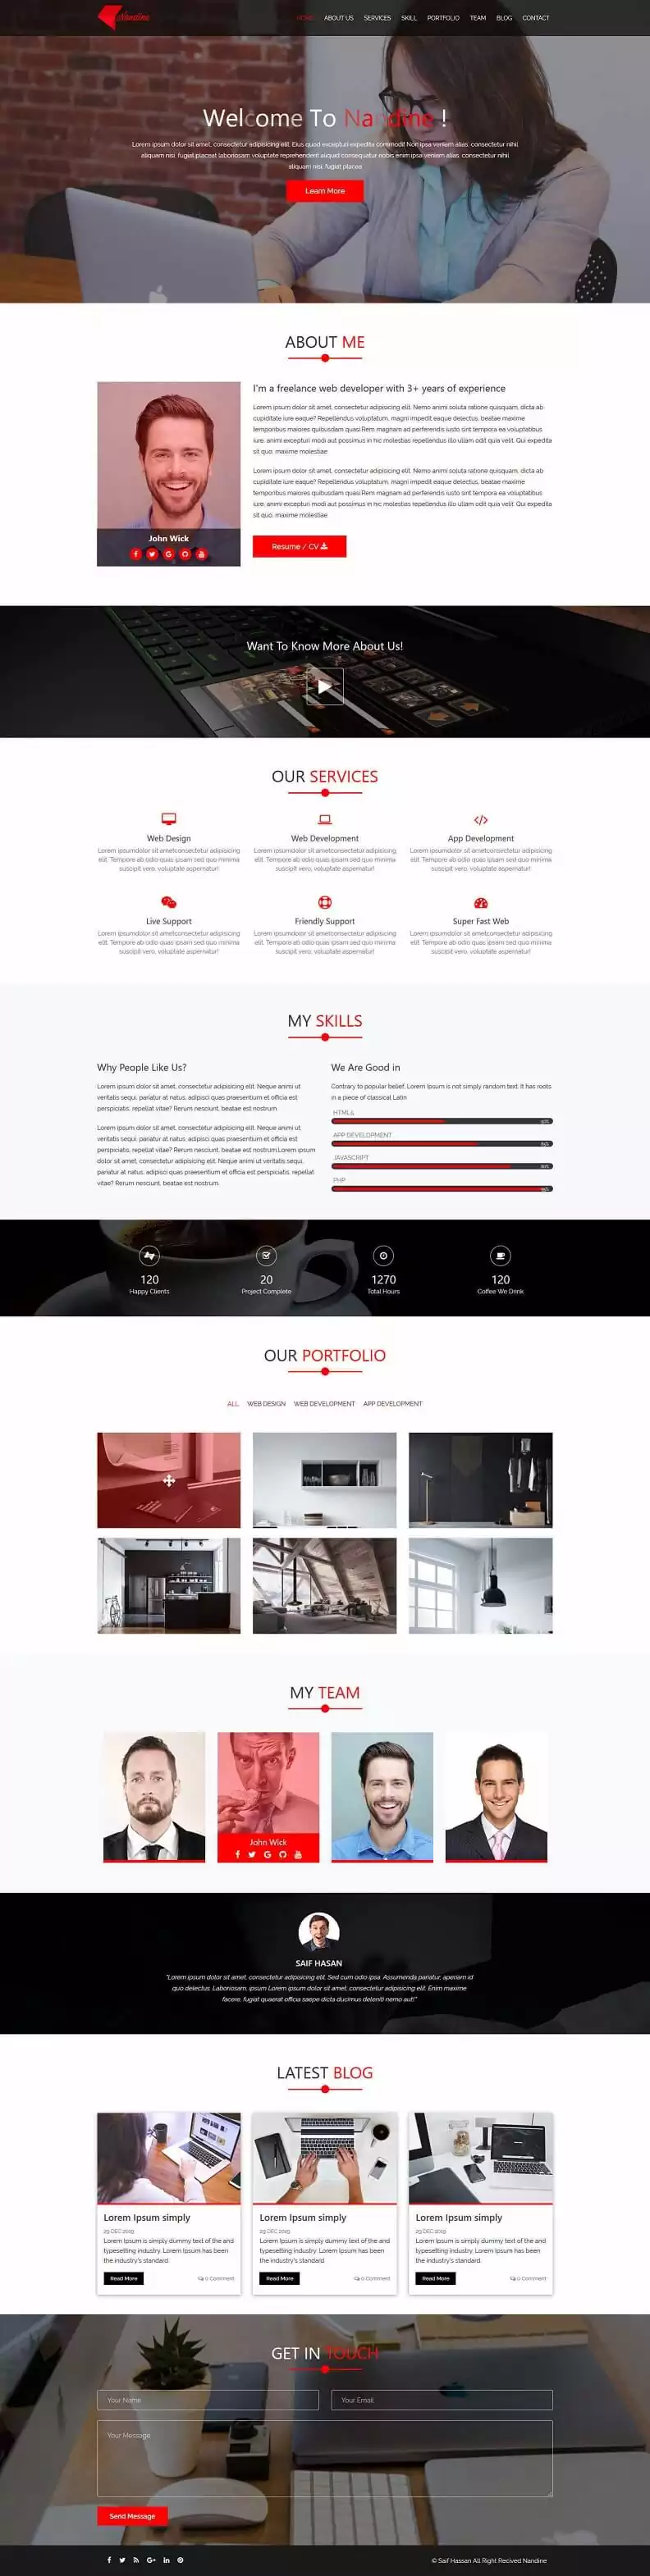 Nandine
HOME ABOUT US SERVICES SKILL PORTFOLIO TEAM BLOG CONTACT
Welcome To Nandine !
Lorem ipsum dolor sit amet, consectetur adipisicing elit. Eius quod excepturi expedita commodi! Non ipsa veniam alias, consectetur nihil
aliquam nisi, fugiat placeat laboriosam voluptate reprehenderit aliquid consequatur nobis enim ipsa veniam alias, consectetur nihil
aliquam nisi, fugiat placea
Learn More
ABOUT ME
I'm a freelance web developer with 3+ years of experience
Lorem ipsum dolor sit amet, consectetur adipisicing elit. Nemo animi soluta ratione quisquam, dicta ab
cupiditate iure eaque? Repellendus voluptatum, magni impedit eaque delectus, beatae maxime
temporibus maiores quibusdam quasi.Rem magnam ad perferendis iusto sint tempora ea voluptatibus
iure, animi excepturi modi aut possimus in hic molestias repellendus illo ullam odit quia velit. Qui expedita
sit quo, maxime molestiae
Lorem ipsum dolor sit amet, consectetur adipisicing elit. Nemo animi soluta ratione quisquam, dicta ab
cupiditate iure eaque? Repellendus voluptatum, magni impedit eaque delectus, beatae maxime
temporibus maiores quibusdam quasi.Rem magnam ad perferendis iusto sint tempora ea voluptatibus
iure, animi excepturi modi aut possimus in hic molestias repellendus illo ullam odit quia velit. Qui expedita
sit quo, maxime molestiae
John Wick
Resume / CV
Want To Know More About Us!
OUR SERVICES
Web Design
Lorem ipsumdolor sit ametconsectetur adipisicing
elit. Tempore ab odio quas ipsam sed quo minima
suscipit vero, voluptate aspernatur!
Web Development
Lorem ipsumdolor sit ametconsectetur adipisicing
elit. Tempore ab odio quas ipsam sed quo minima
suscipit vero, voluptate aspernatur!
App Development
Lorem ipsumdolor sit ametconsectetur adipisicing
elit. Tempore ab odio quas ipsam sed quo minima
suscipit vero, voluptate aspernatur!
Live Support
Lorem ipsumdolor sit ametconsectetur adipisicing
elit. Tempore ab odio quas ipsam sed quo minima
suscipit vero, voluptate aspernatur!
Friendly Support
Lorem ipsumdolor sit ametconsectetur adipisicing
elit. Tempore ab odio quas ipsam sed quo minima
suscipit vero, voluptate aspernatur!
Super Fast Web
Lorem ipsumdolor sit ametconsectetur adipisicing
elit. Tempore ab odio quas ipsam sed quo minima
suscipit vero, voluptate aspernatur!
MY SKILLS
Why People Like Us?
Lorem ipsum dolor sit amet, consectetur adipisicing elit. Neque animi ut
veritatis sequi, pariatur at natus, adipisci quas praesentium et officia est
perspiciatis, repellat vitae? Rerum nesciunt, beatae est nostrum.
Lorem ipsum dolor sit amet, consectetur adipisicing elit. Neque animi ut
veritatis sequi, pariatur at natus, adipisci quas praesentium et officia est
perspiciatis, repellat vitae? Rerum nesciunt, beatae est nostrum.Lorem ipsum
dolor sit amet, consectetur adipisicing elit. Neque animi ut veritatis sequi,
pariatur at natus, adipisci quas praesentium et officia est perspiciatis, repellat
vitae? Rerum nesciunt, beatae est nostrum.
We Are Good in
Contrary to popular belief, Lorem Ipsum is not simply random text. It has roots
in a piece of classical Latin
HTML5
APP DEVELOPMENT
JAVASCRIPT
PHP
120
Happy Clients
20
Project Complete
1270
Total Hours
120
Coffee We Drink
OUR PORTFOLIO
ALL WEB DESIGN WEB DEVELOPMENT APP DEVELOPMENT
MY TEAM
John Wick
SAIF HASAN
"Lorem ipsum dolor sit amet, consectetur adipisicing elit. Sed cum odio ipsa. Assumenda pariatur, aperiam id
quo delectus. Laboriosam, ipsum Lorem ipsum dolor sit amet, consectetur adipisicing elit. Enim maxime
facere, fugiat quaerat officia saepe dicta ducimus deleniti nemo aut!"
LATEST BLOG
Lorem Ipsum simply
29 DEC 2019
Lorem Ipsum is simply dummy text of the and
typesetting industry. Lorem Ipsum has been
the industry's standard
Read More 0 Comment
Lorem Ipsum simply
29 DEC 2019
Lorem Ipsum is simply dummy text of the and
typesetting industry. Lorem Ipsum has been
the industry's standard
Read More 0 Comment
Lorem Ipsum simply
29 DEC 2019
Lorem Ipsum is simply dummy text of the and
typesetting industry. Lorem Ipsum has been
the industry's standard
Read More 0 Comment
GET IN TOUCH
Your Name
Your Email
Your Message
Send Message
© Saif Hassan All Right Recived Nandine